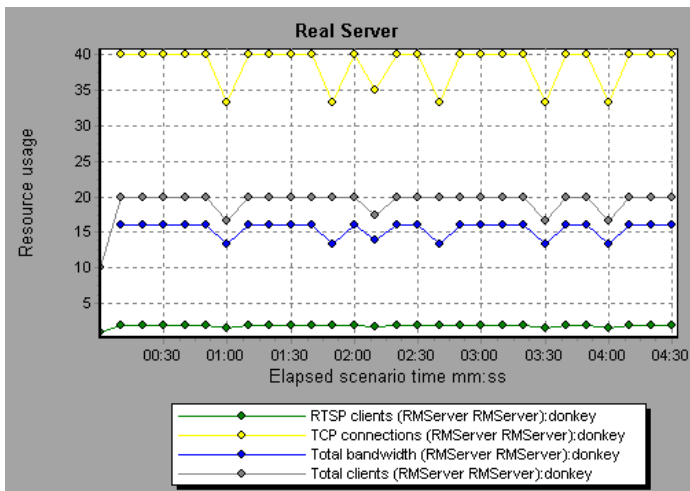 Real Server
Resource usage
40
35
30
25
20
15
10
5
00:30 01:00 01:30 02:00 02:30 03:00 03:30 04:00 04:30
Elapsed scenario time mm:ss
RTSP clients (RMServer RMServer):donkey
TCP connections (RMServer RMServer):donkey
Total bandwidth (RMServer RMServer):donkey
Total clients (RMServer RMServer):donkey